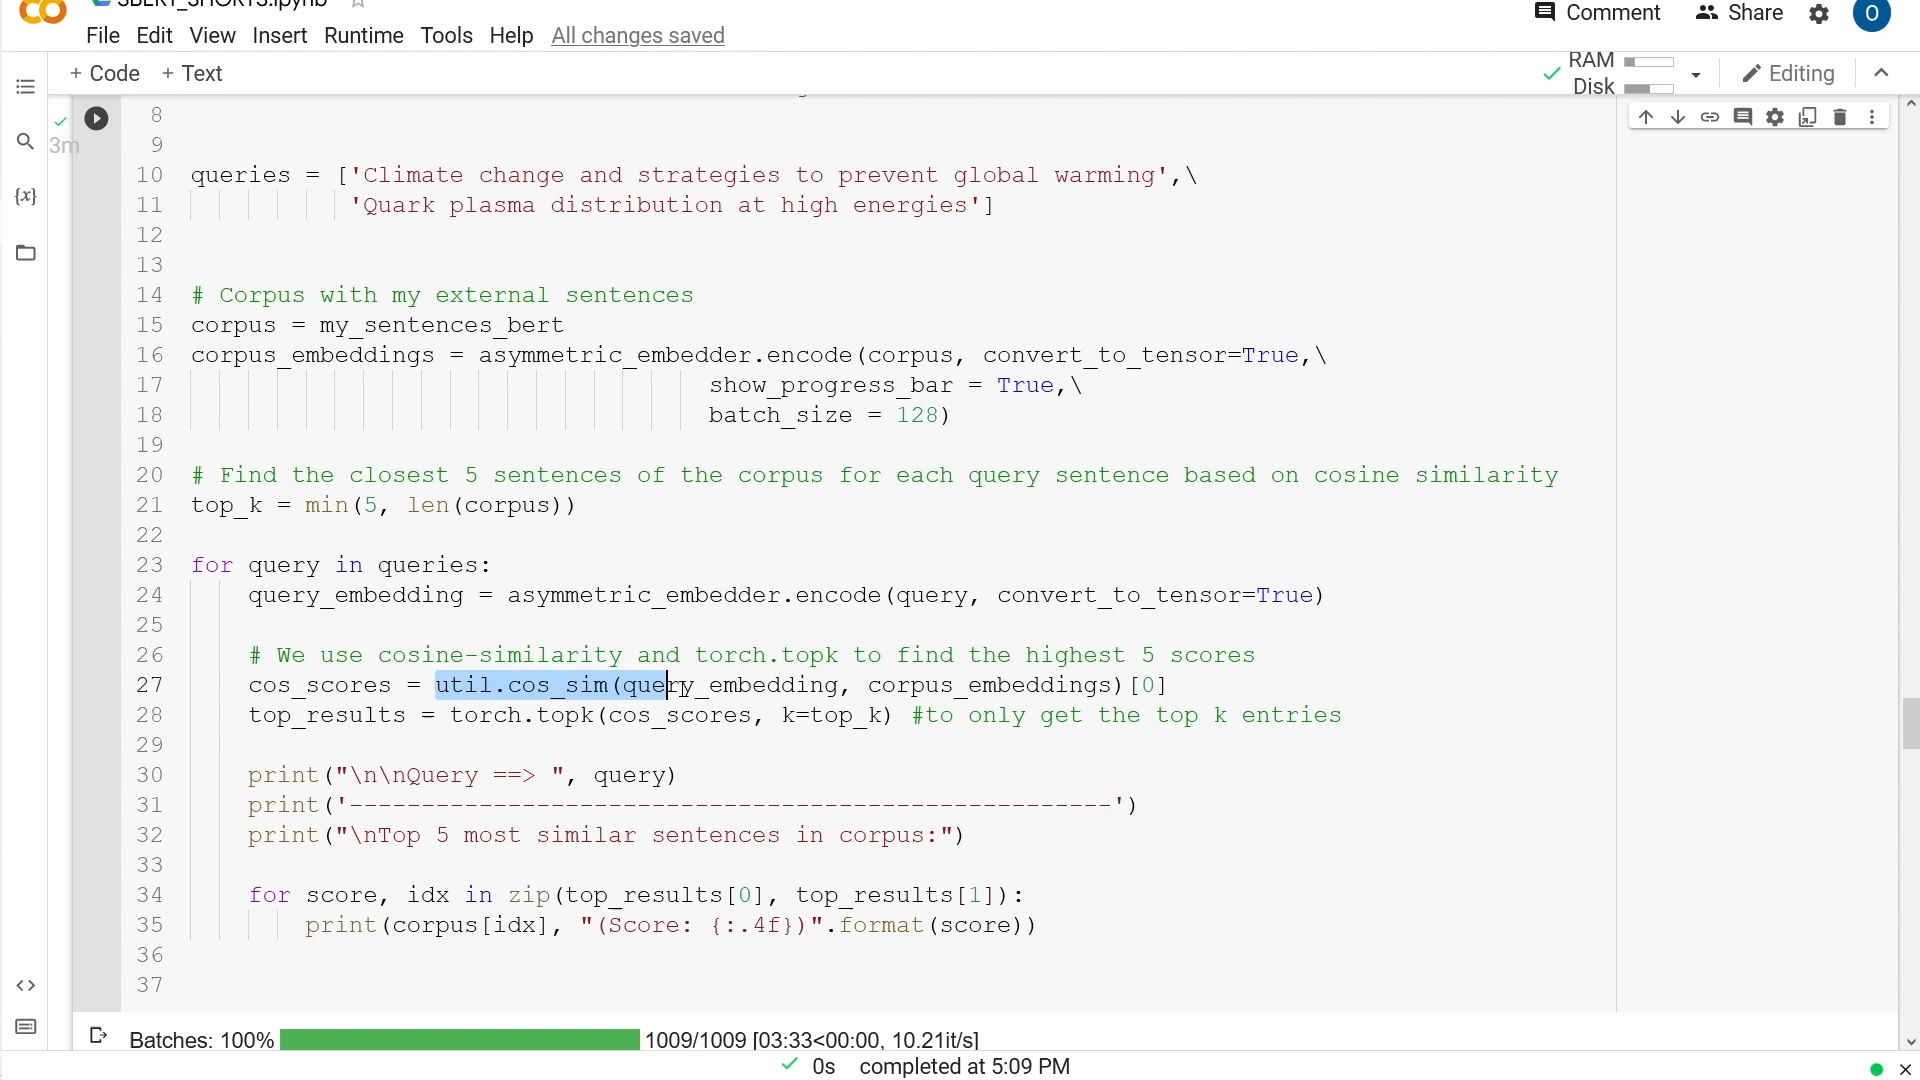 SBERT_SHORTS.ipynb
Comment Share O
File Edit View Insert Runtime Tools Help All changes saved
+ Code + Text RAM Disk Editing
3m
{x}
8
9
10 queries = ['Climate change and strategies to prevent global warming',\
11 'Quark plasma distribution at high energies']
12
13
14 # Corpus with my external sentences
15 corpus = my_sentences_bert
16 corpus_embeddings = asymmetric_embedder.encode(corpus, convert_to_tensor=True,\
17 show_progress_bar = True,\
18 batch_size = 128)
19
20 # Find the closest 5 sentences of the corpus for each query sentence based on cosine similarity
21 top_k = min(5, len(corpus))
22
23 for query in queries:
24 query_embedding = asymmetric_embedder.encode(query, convert_to_tensor=True)
25
26 # We use cosine-similarity and torch.topk to find the highest 5 scores
27 cos_scores = util.cos_sim(query_embedding, corpus_embeddings)[0]
28 top_results = torch.topk(cos_scores, k=top_k) #to only get the top k entries
29
30 print("\n\nQuery ==> ", query)
31 print('-----------------------------------------------------')
32 print("\nTop 5 most similar sentences in corpus:")
33
34 for score, idx in zip(top_results[0], top_results[1]):
35 print(corpus[idx], "(Score: {:.4f})".format(score))
36
37
Batches: 100% 1009/1009 [03:33<00:00, 10.21it/s]
0s completed at 5:09 PM